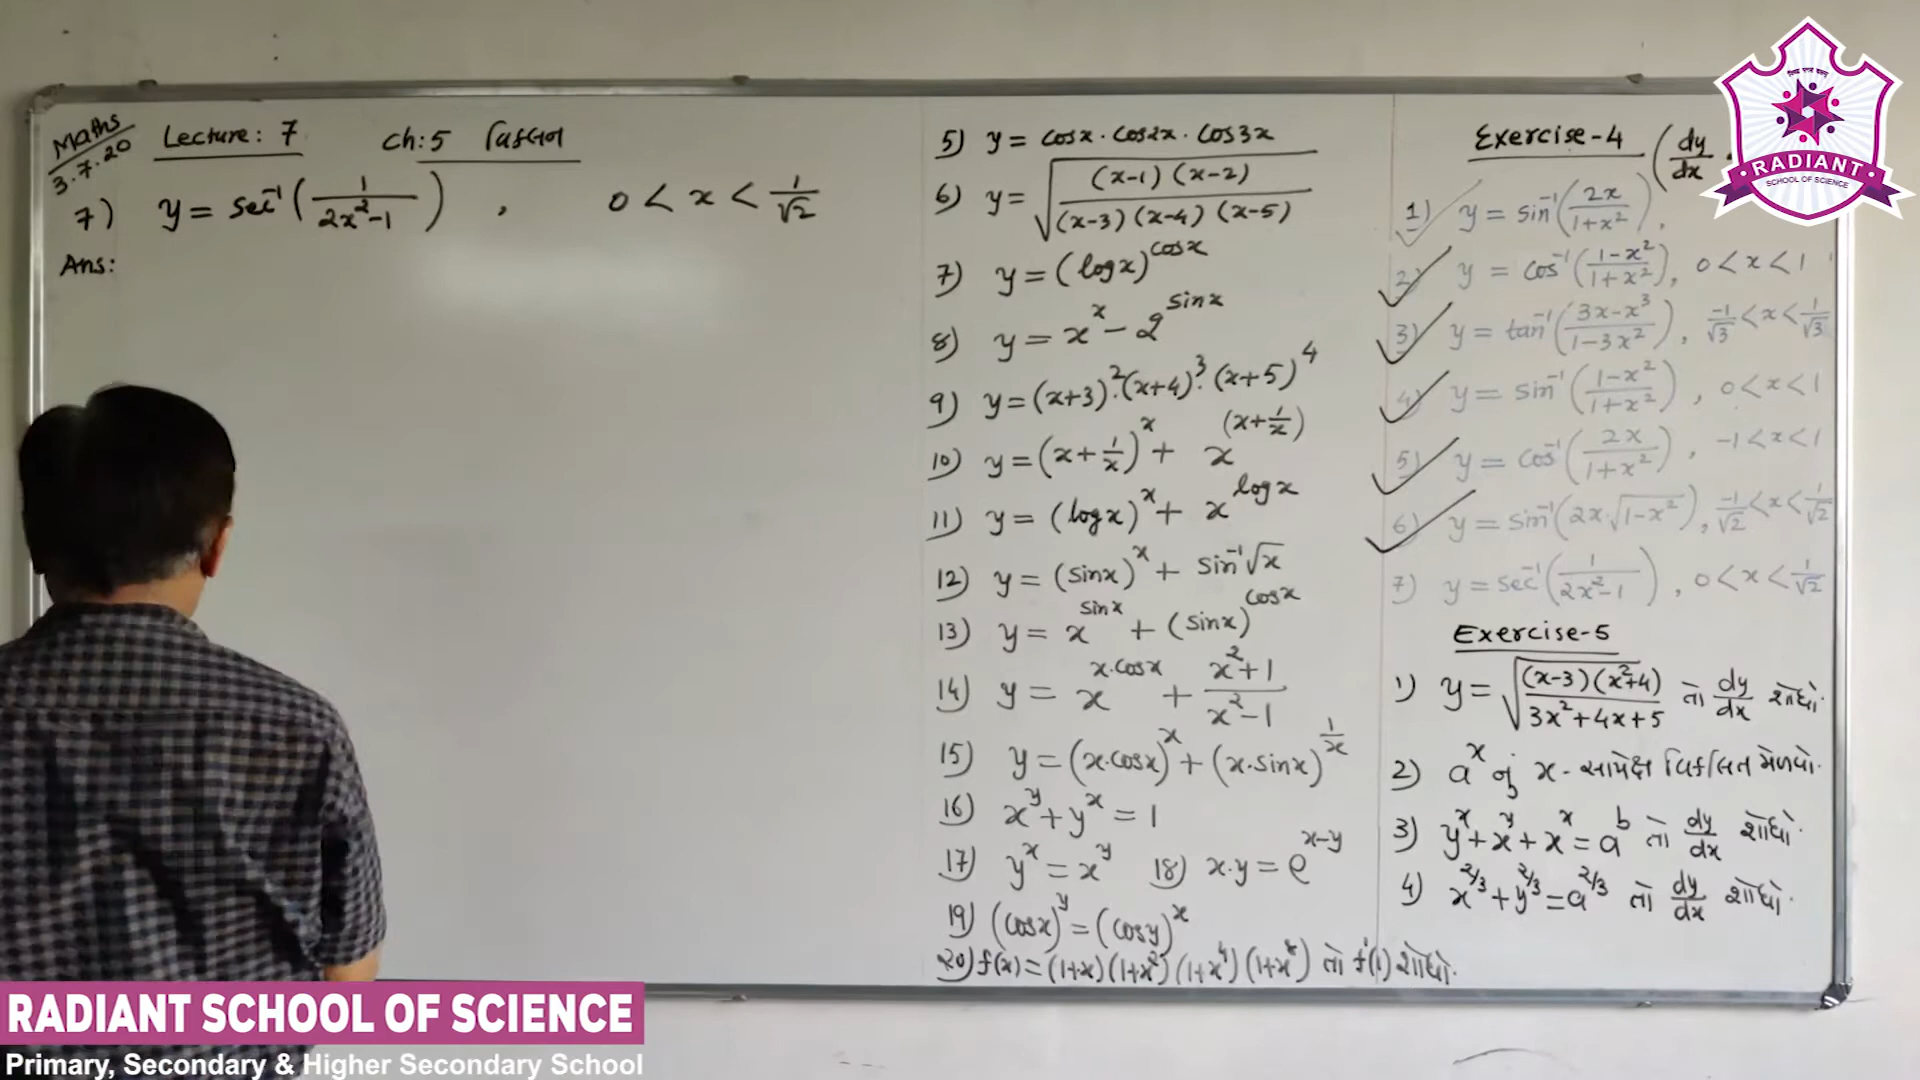 Maths
3.7.20
Lecture: 7 Ch:5 વિકલન
7) y = sec⁻¹(1/(2x²-1)) , 0 < x < 1/√2
Ans:
5) y = cosx · cos2x · cos3x
6) y = √((x-1)(x-2)/((x-3)(x-4)(x-5)))
7) y = (logx)^cosx
8) y = x^x - 2^sinx
9) y = (x+3)²·(x+4)³·(x+5)⁴
10) y = (x+1/x)^x + x^(x+1/x)
11) y = (logx)^x + x^logx
12) y = (sinx)^x + sin⁻¹√x
13) y = x^sinx + (sinx)^cosx
14) y = x^(x·cosx) + (x²+1)/(x²-1)
15) y = (x·cosx)^x + (x·sinx)^(1/x)
16) x^y + y^x = 1
17) y^x = x^y 18) x·y = e^(x-y)
19) (cosx)^y = (cosy)^x
20) f(x) = (1+x)(1+x²)(1+x⁴)(1+x⁸) તો f'(1) શોધો.
Exercise-4 (dy/dx
1) y = sin⁻¹(2x/(1+x²)),
2) y = cos⁻¹((1-x²)/(1+x²)), 0<x<1
3) y = tan⁻¹((3x-x³)/(1-3x²)), -1/√3<x<1/√3
4) y = sin⁻¹((1-x²)/(1+x²)), 0<x<1
5) y = cos⁻¹(2x/(1+x²)), -1<x<1
6) y = sin⁻¹(2x·√(1-x²)), -1/√2<x<1/√2
7) y = sec⁻¹(1/(2x²-1)), 0<x<1/√2
Exercise-5
1) y = √((x-3)(x²+4)/(3x²+4x+5)) તો dy/dx શોધો.
2) a^x નું x-સાપેક્ષ વિકલિત મેળવો.
3) y^x + x^y + x^x = a^b તો dy/dx શોધો.
4) x^(2/3) + y^(2/3) = a^(2/3) તો dy/dx શોધો.
RADIANT
SCHOOL OF SCIENCE
RADIANT SCHOOL OF SCIENCE
Primary, Secondary & Higher Secondary School